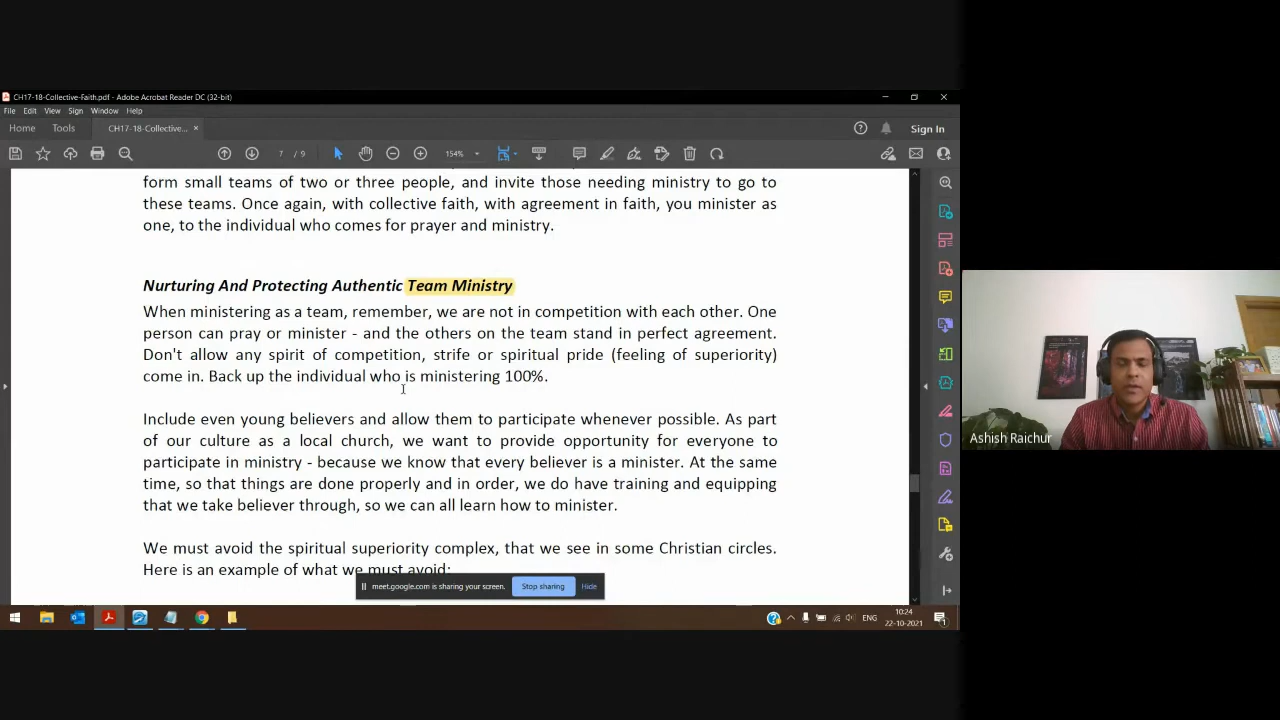 CH17-18-Collective-Faith.pdf - Adobe Acrobat Reader DC (32-bit)
File Edit View Sign Window Help
Home Tools CH17-18-Collective... × Sign In
7 / 9 154%
form small teams of two or three people, and invite those needing ministry to go to
these teams. Once again, with collective faith, with agreement in faith, you minister as
one, to the individual who comes for prayer and ministry.
Nurturing And Protecting Authentic Team Ministry
When ministering as a team, remember, we are not in competition with each other. One
person can pray or minister - and the others on the team stand in perfect agreement.
Don't allow any spirit of competition, strife or spiritual pride (feeling of superiority)
come in. Back up the individual who is ministering 100%.
Include even young believers and allow them to participate whenever possible. As part
of our culture as a local church, we want to provide opportunity for everyone to
participate in ministry - because we know that every believer is a minister. At the same
time, so that things are done properly and in order, we do have training and equipping
that we take believer through, so we can all learn how to minister.
We must avoid the spiritual superiority complex, that we see in some Christian circles.
Here is an example of what we must avoid:
meet.google.com is sharing your screen. Stop sharing Hide
ENG
10:24
22-10-2021
Ashish Raichur